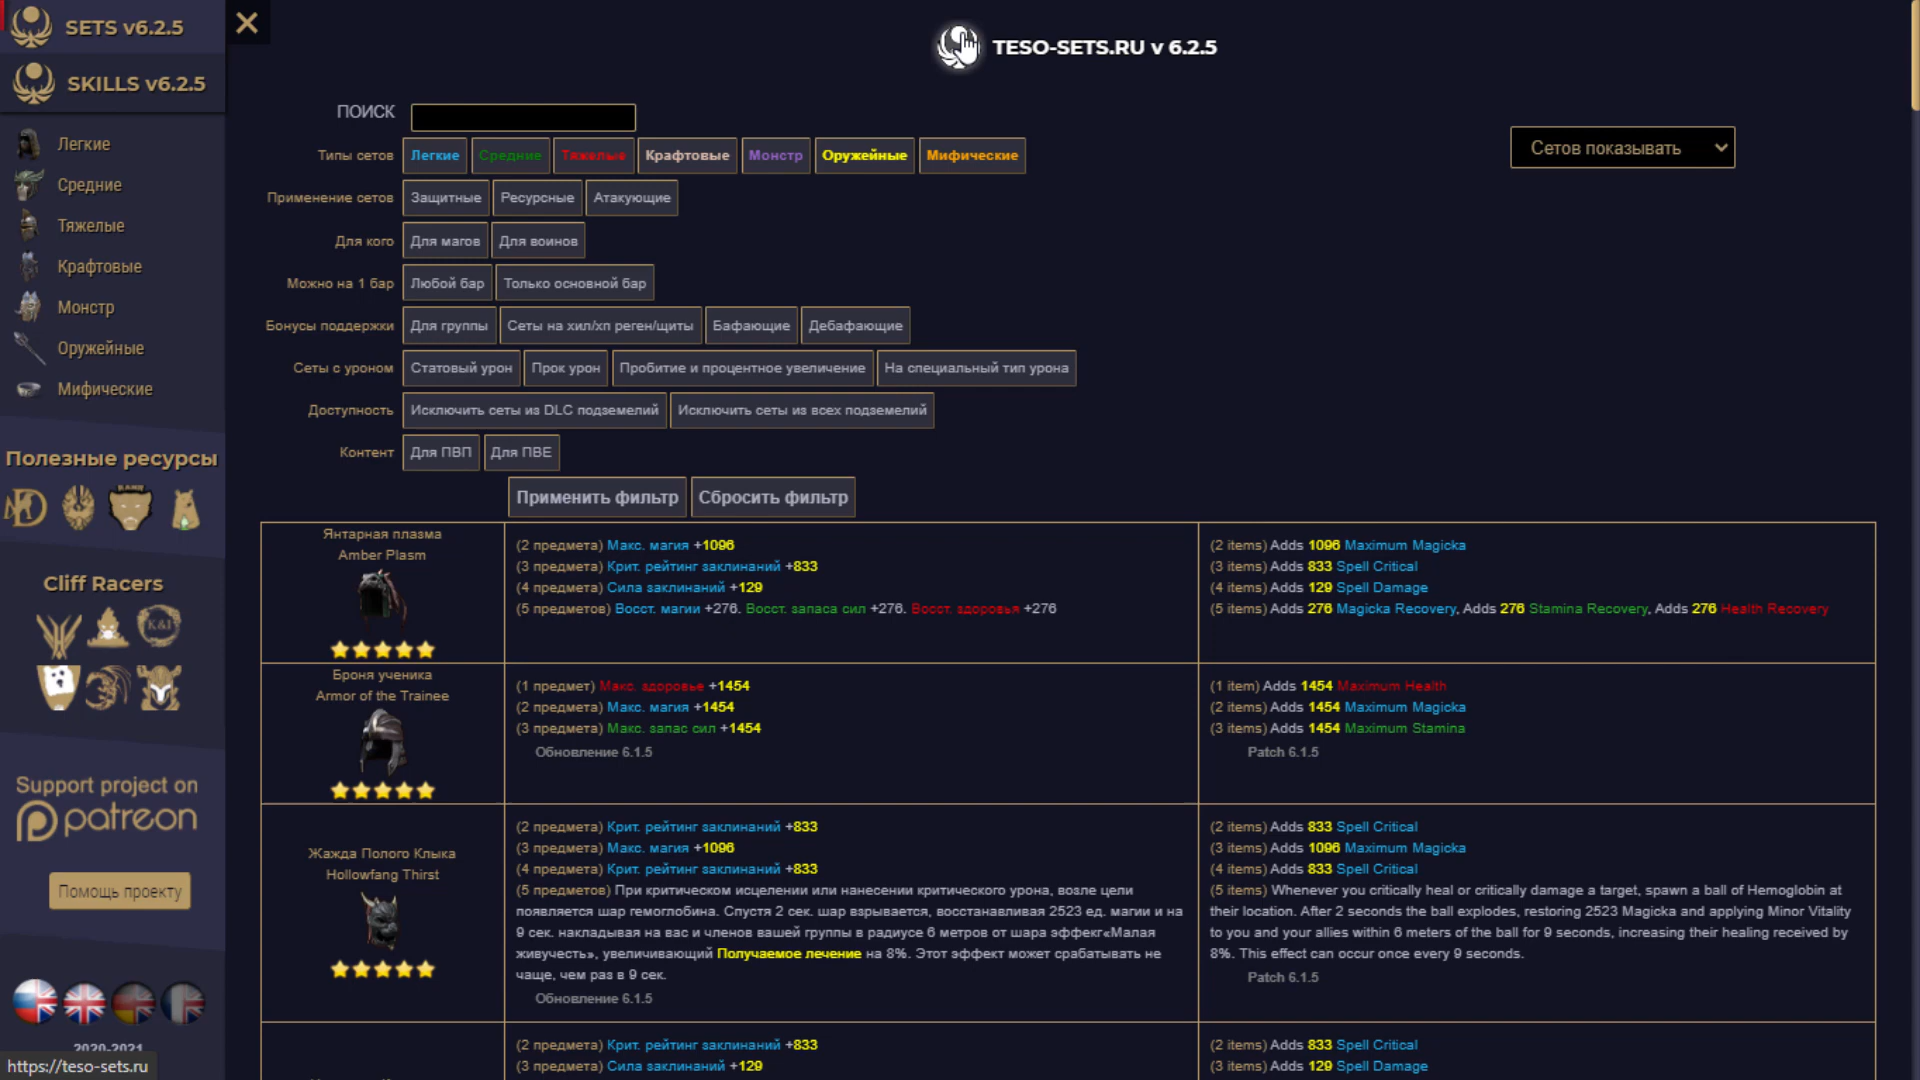 SETS v6.2.5
SKILLS v6.2.5
Легкие
Средние
Тяжелые
Крафтовые
Монстр
Оружейные
Мифические
Полезные ресурсы
Cliff Racers
K&I
Support project on
patreon
Помощь проекту
2020-2021
https://teso-sets.ru
TESO-SETS.RU v 6.2.5
ПОИСК
Сетов показывать
Типы сетов Легкие Средние Тяжелые Крафтовые Монстр Оружейные Мифические
Применение сетов Защитные Ресурсные Атакующие
Для кого Для магов Для воинов
Можно на 1 бар Любой бар Только основной бар
Бонусы поддержки Для группы Сеты на хил/хп реген/щиты Бафающие Дебафающие
Сеты с уроном Статовый урон Прок урон Пробитие и процентное увеличение На специальный тип урона
Доступность Исключить сеты из DLC подземелий Исключить сеты из всех подземелий
Контент Для ПВП Для ПВЕ
Применить фильтр Сбросить фильтр
Янтарная плазма
Amber Plasm
(2 предмета) Макс. магия +1096
(3 предмета) Крит. рейтинг заклинаний +833
(4 предмета) Сила заклинаний +129
(5 предметов) Восст. магии +276. Восст. запаса сил +276. Восст. здоровья +276
(2 items) Adds 1096 Maximum Magicka
(3 items) Adds 833 Spell Critical
(4 items) Adds 129 Spell Damage
(5 items) Adds 276 Magicka Recovery, Adds 276 Stamina Recovery, Adds 276 Health Recovery
Броня ученика
Armor of the Trainee
(1 предмет) Макс. здоровье +1454
(2 предмета) Макс. магия +1454
(3 предмета) Макс. запас сил +1454
Обновление 6.1.5
(1 item) Adds 1454 Maximum Health
(2 items) Adds 1454 Maximum Magicka
(3 items) Adds 1454 Maximum Stamina
Patch 6.1.5
Жажда Полого Клыка
Hollowfang Thirst
(2 предмета) Крит. рейтинг заклинаний +833
(3 предмета) Макс. магия +1096
(4 предмета) Крит. рейтинг заклинаний +833
(5 предметов) При критическом исцелении или нанесении критического урона, возле цели
появляется шар гемоглобина. Спустя 2 сек. шар взрывается, восстанавливая 2523 ед. магии и на
9 сек. накладывая на вас и членов вашей группы в радиусе 6 метров от шара эффект«Малая
живучесть», увеличивающий Получаемое лечение на 8%. Этот эффект может срабатывать не
чаще, чем раз в 9 сек.
Обновление 6.1.5
(2 items) Adds 833 Spell Critical
(3 items) Adds 1096 Maximum Magicka
(4 items) Adds 833 Spell Critical
(5 items) Whenever you critically heal or critically damage a target, spawn a ball of Hemoglobin at
their location. After 2 seconds the ball explodes, restoring 2523 Magicka and applying Minor Vitality
to you and your allies within 6 meters of the ball for 9 seconds, increasing their healing received by
8%. This effect can occur once every 9 seconds.
Patch 6.1.5
(2 предмета) Крит. рейтинг заклинаний +833
(3 предмета) Сила заклинаний +129
(2 items) Adds 833 Spell Critical
(3 items) Adds 129 Spell Damage